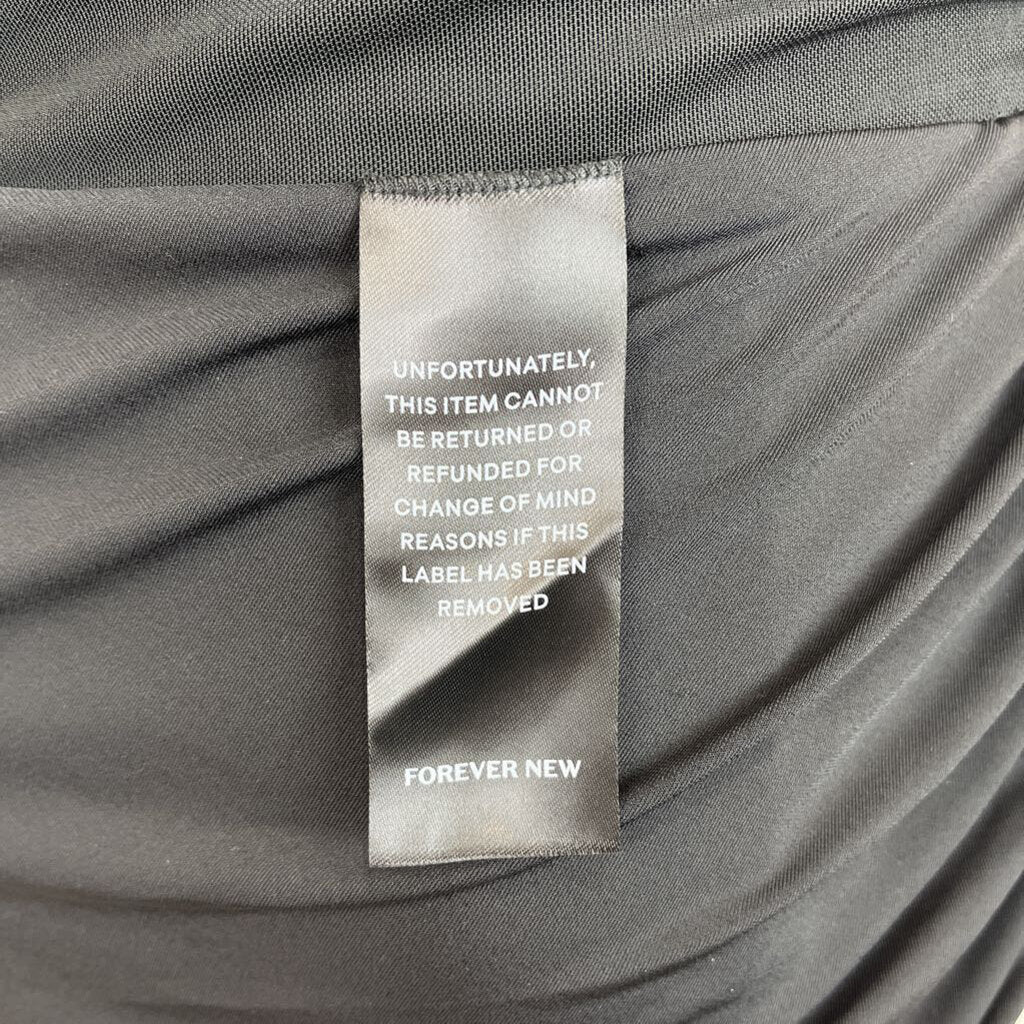 UNFORTUNATELY,
THIS ITEM CANNOT
BE RETURNED OR
REFUNDED FOR
CHANGE OF MIND
REASONS IF THIS
LABEL HAS BEEN
REMOVED
FOREVER NEW